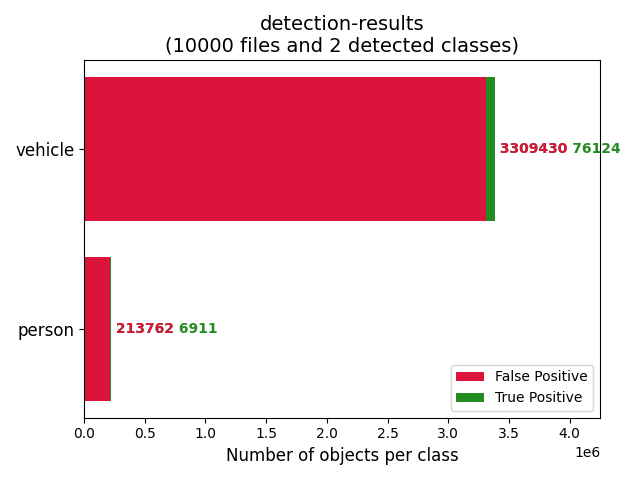 detection-results
(10000 files and 2 detected classes)
vehicle
3309430 76124
person
213762 6911
False Positive
True Positive
0.0 0.5 1.0 1.5 2.0 2.5 3.0 3.5 4.0
1e6
Number of objects per class